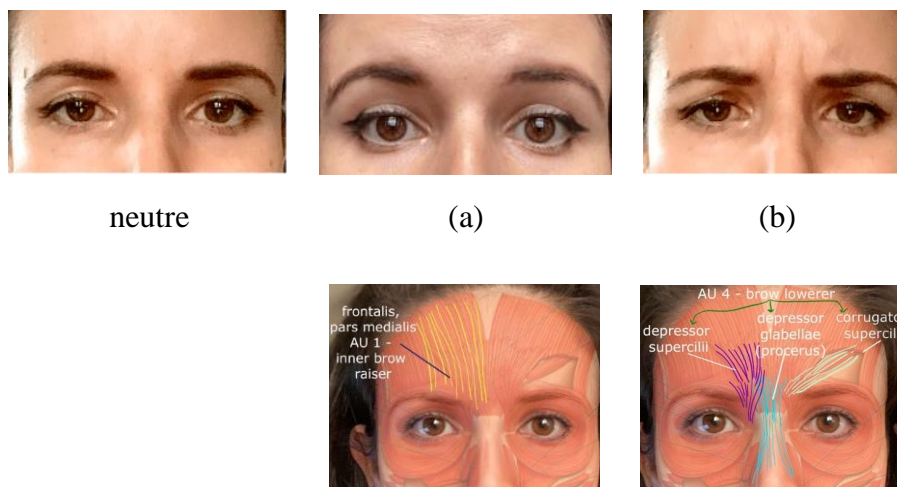 neutre
(a)
(b)
frontalis,
pars medialis
AU 1 -
inner brow
raiser
AU 4 - brow lowerer
depressor
supercilii
depressor
glabellae
(procerus)
corrugato
supercil